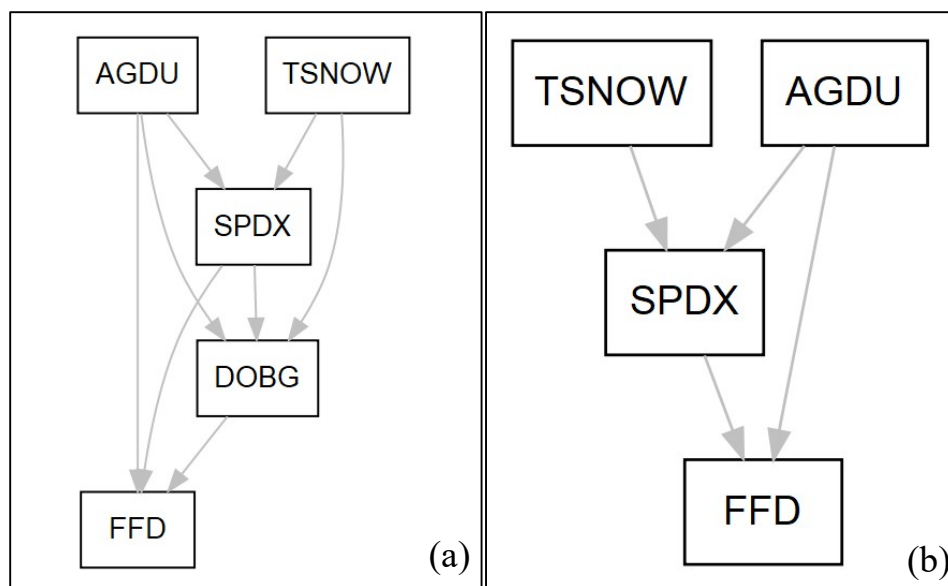 AGDU
TSNOW
SPDX
DOBG
FFD
(a)
TSNOW
AGDU
SPDX
FFD
(b)